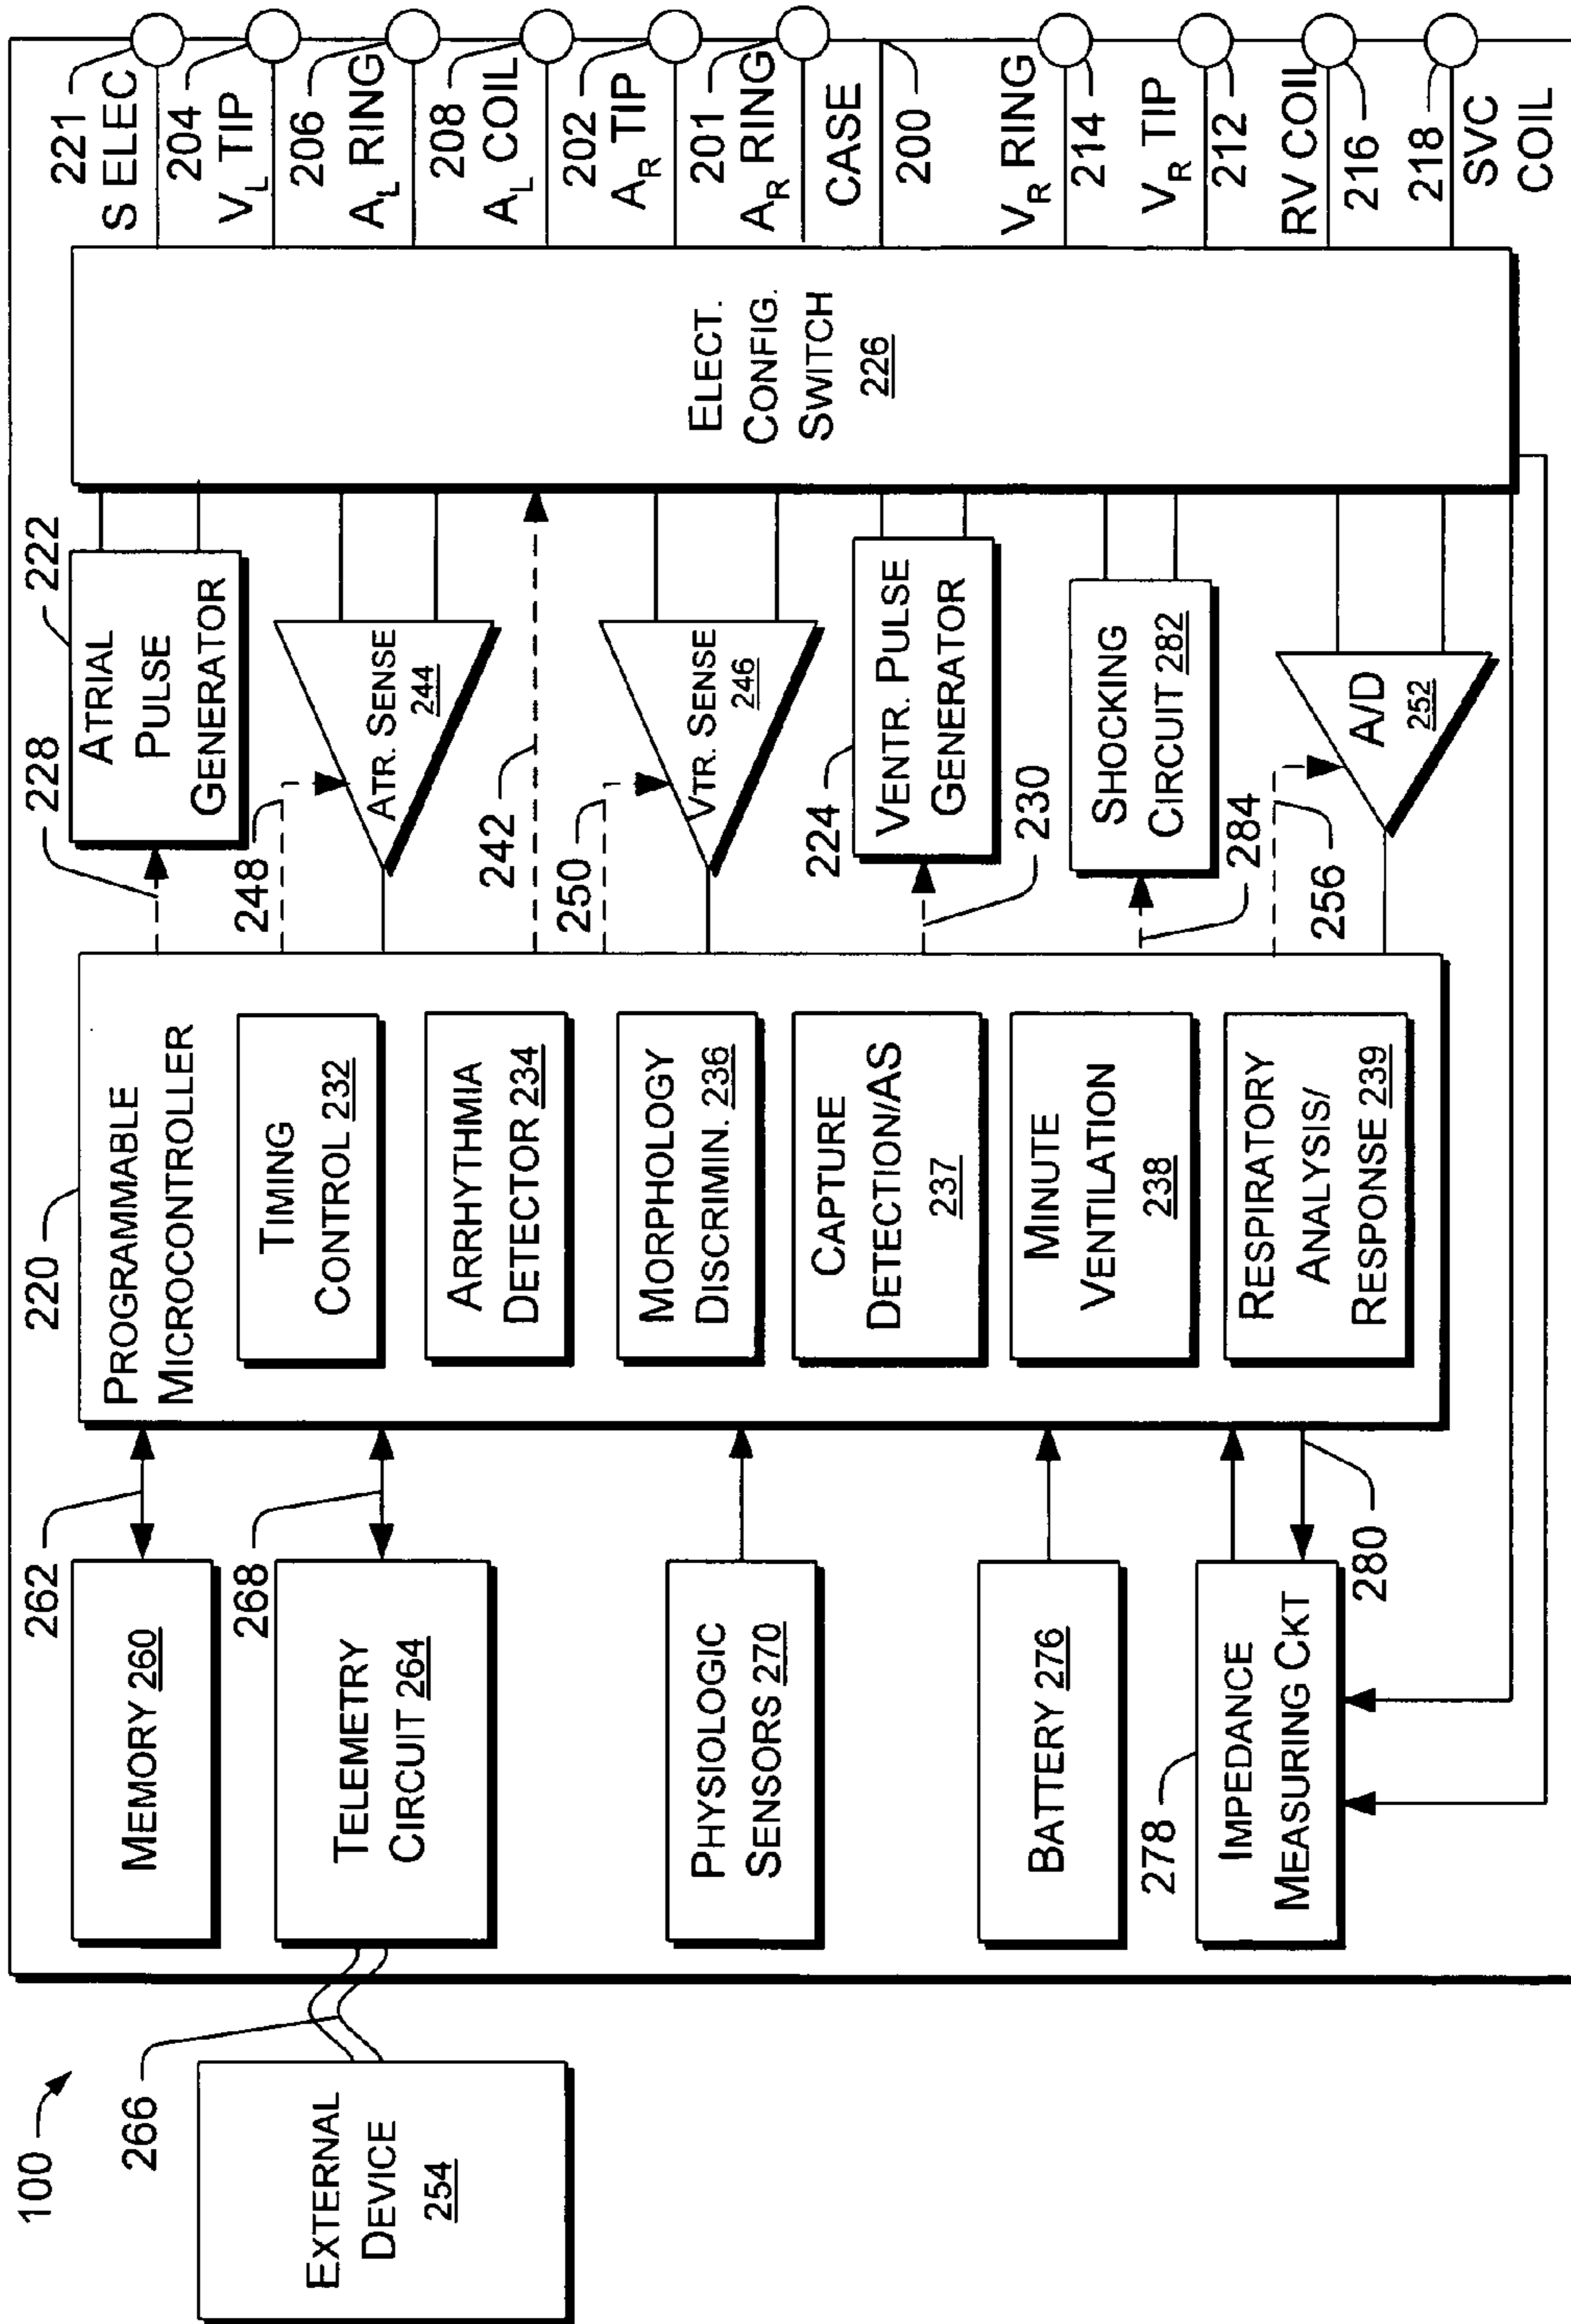 100
EXTERNAL
DEVICE
254
266
MEMORY 260
262
TELEMETRY
CIRCUIT 264
268
PHYSIOLOGIC
SENSORS 270
BATTERY 276
278
IMPEDANCE
MEASURING CKT
280
220
PROGRAMMABLE
MICROCONTROLLER
TIMING
CONTROL 232
ARRHYTHMIA
DETECTOR 234
MORPHOLOGY
DISCRIMIN. 236
CAPTURE
DETECTION/AS
237
MINUTE
VENTILATION
238
RESPIRATORY
ANALYSIS/
RESPONSE 239
228
222
ATRIAL
PULSE
GENERATOR
248
ATR. SENSE
244
242
250
VTR. SENSE
246
224
VENTR. PULSE
GENERATOR
230
SHOCKING
CIRCUIT 282
284
256
A/D
252
ELECT.
CONFIG.
SWITCH
226
221
S ELEC
204
VL TIP
206
AL RING
208
AL COIL
202
AR TIP
201
AR RING
CASE
200
VR RING
214
VR TIP
212
RV COIL
216
218
SVC
COIL